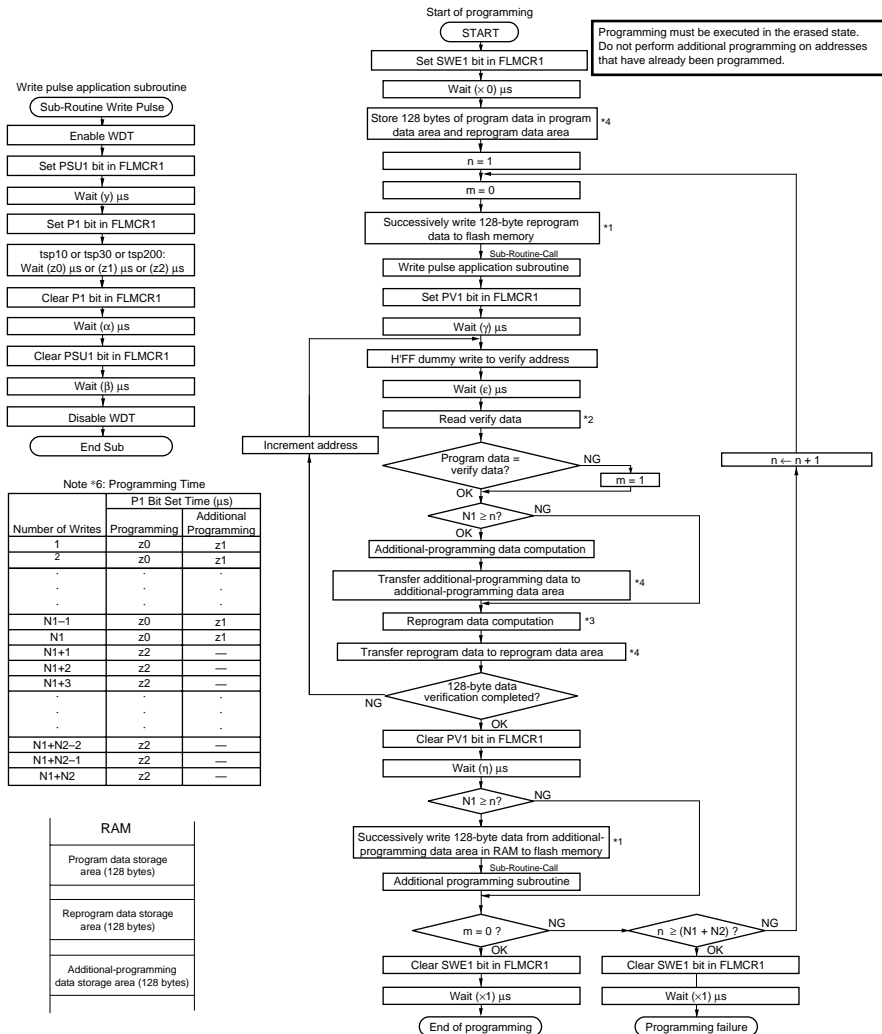 Start of programming
START
Set SWE1 bit in FLMCR1
Wait (× 0) μs
Store 128 bytes of program data in program
data area and reprogram data area
*4
n = 1
m = 0
Successively write 128-byte reprogram
data to flash memory
*1
Sub-Routine-Call
Write pulse application subroutine
Set PV1 bit in FLMCR1
Wait (γ) μs
H'FF dummy write to verify address
Wait (ε) μs
Read verify data
*2
Increment address
Program data =
verify data?
NG
m = 1
OK
n ← n + 1
N1 ≥ n?
NG
OK
Additional-programming data computation
Transfer additional-programming data to
additional-programming data area
*4
Reprogram data computation
*3
Transfer reprogram data to reprogram data area
*4
128-byte data
verification completed?
NG
OK
Clear PV1 bit in FLMCR1
Wait (η) μs
N1 ≥ n?
NG
OK
Successively write 128-byte data from additional-
programming data area in RAM to flash memory
*1
Sub-Routine-Call
Additional programming subroutine
m = 0 ?
NG
n ≥ (N1 + N2) ?
NG
OK
OK
Clear SWE1 bit in FLMCR1
Clear SWE1 bit in FLMCR1
Wait (×1) μs
Wait (×1) μs
End of programming
Programming failure
Programming must be executed in the erased state.
Do not perform additional programming on addresses
that have already been programmed.
Write pulse application subroutine
Sub-Routine Write Pulse
Enable WDT
Set PSU1 bit in FLMCR1
Wait (y) μs
Set P1 bit in FLMCR1
tsp10 or tsp30 or tsp200:
Wait (z0) μs or (z1) μs or (z2) μs
Clear P1 bit in FLMCR1
Wait (α) μs
Clear PSU1 bit in FLMCR1
Wait (β) μs
Disable WDT
End Sub
Note *6: Programming Time
P1 Bit Set Time (μs)
Number of Writes Programming Additional
Programming
1 z0 z1
2 z0 z1
. . .
. . .
. . .
N1–1 z0 z1
N1 z0 z1
N1+1 z2 —
N1+2 z2 —
N1+3 z2 —
. . .
. . .
. . .
N1+N2–2 z2 —
N1+N2–1 z2 —
N1+N2 z2 —
RAM
Program data storage
area (128 bytes)
Reprogram data storage
area (128 bytes)
Additional-programming
data storage area (128 bytes)